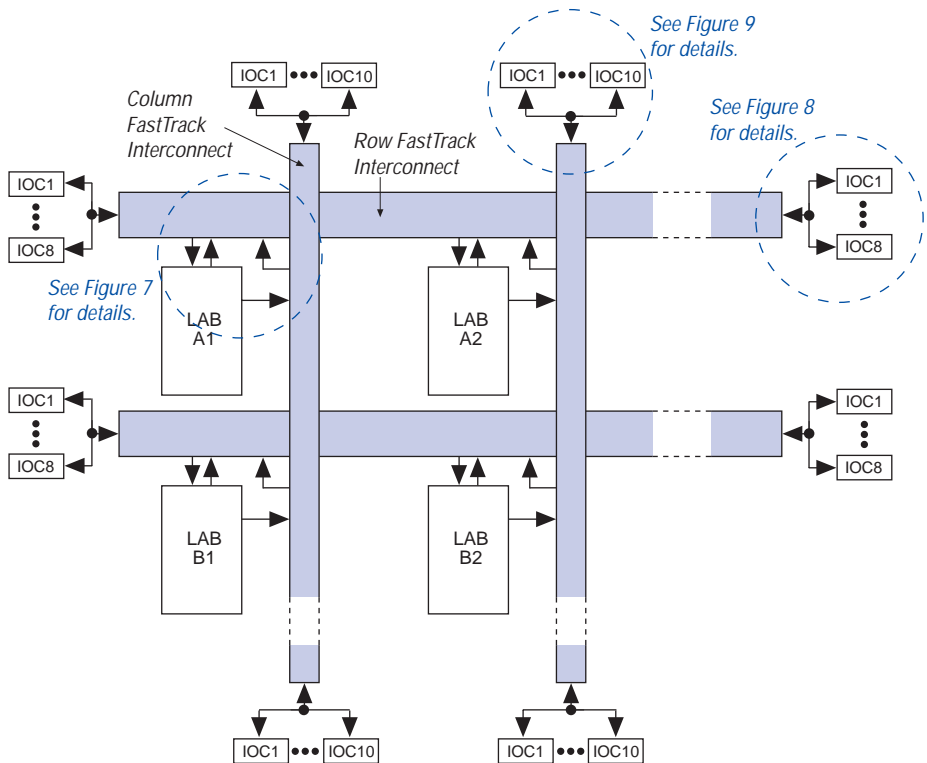 See Figure 9
for details.
IOC1
IOC10
IOC1
IOC10
Column
FastTrack
Interconnect
See Figure 8
for details.
Row FastTrack
Interconnect
IOC1
IOC8
IOC1
IOC8
See Figure 7
for details.
LAB
A1
LAB
A2
IOC1
IOC8
IOC1
IOC8
LAB
B1
LAB
B2
IOC1
IOC10
IOC1
IOC10